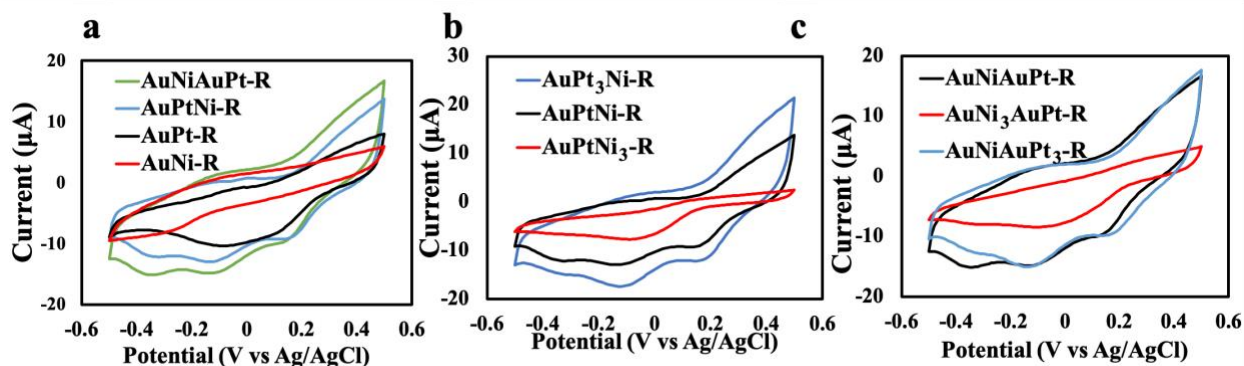 a
20
10
0
-10
-20
Current (µA)
AuNiAuPt-R
AuPtNi-R
AuPt-R
AuNi-R
-0.6 -0.4 -0.2 0 0.2 0.4 0.6
Potential (V vs Ag/AgCl)
b
30
20
10
0
-10
-20
Current (µA)
AuPt₃Ni-R
AuPtNi-R
AuPtNi₃-R
-0.6 -0.4 -0.2 0 0.2 0.4 0.6
Potential (V vs Ag/AgCl)
c
20
10
0
-10
-20
Current (µA)
AuNiAuPt-R
AuNi₃AuPt-R
AuNiAuPt₃-R
-0.6 -0.4 -0.2 0 0.2 0.4 0.6
Potential (V vs Ag/AgCl)